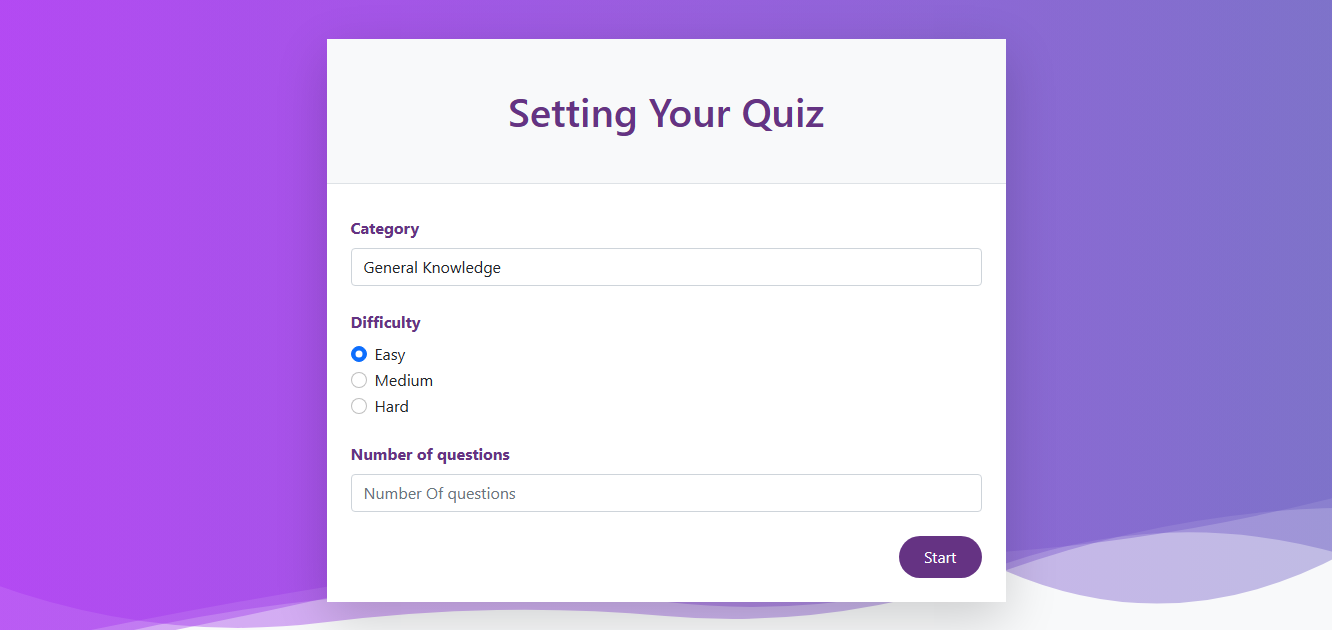 Setting Your Quiz
Category
General Knowledge
Difficulty
Easy
Medium
Hard
Number of questions
Number Of questions
Start